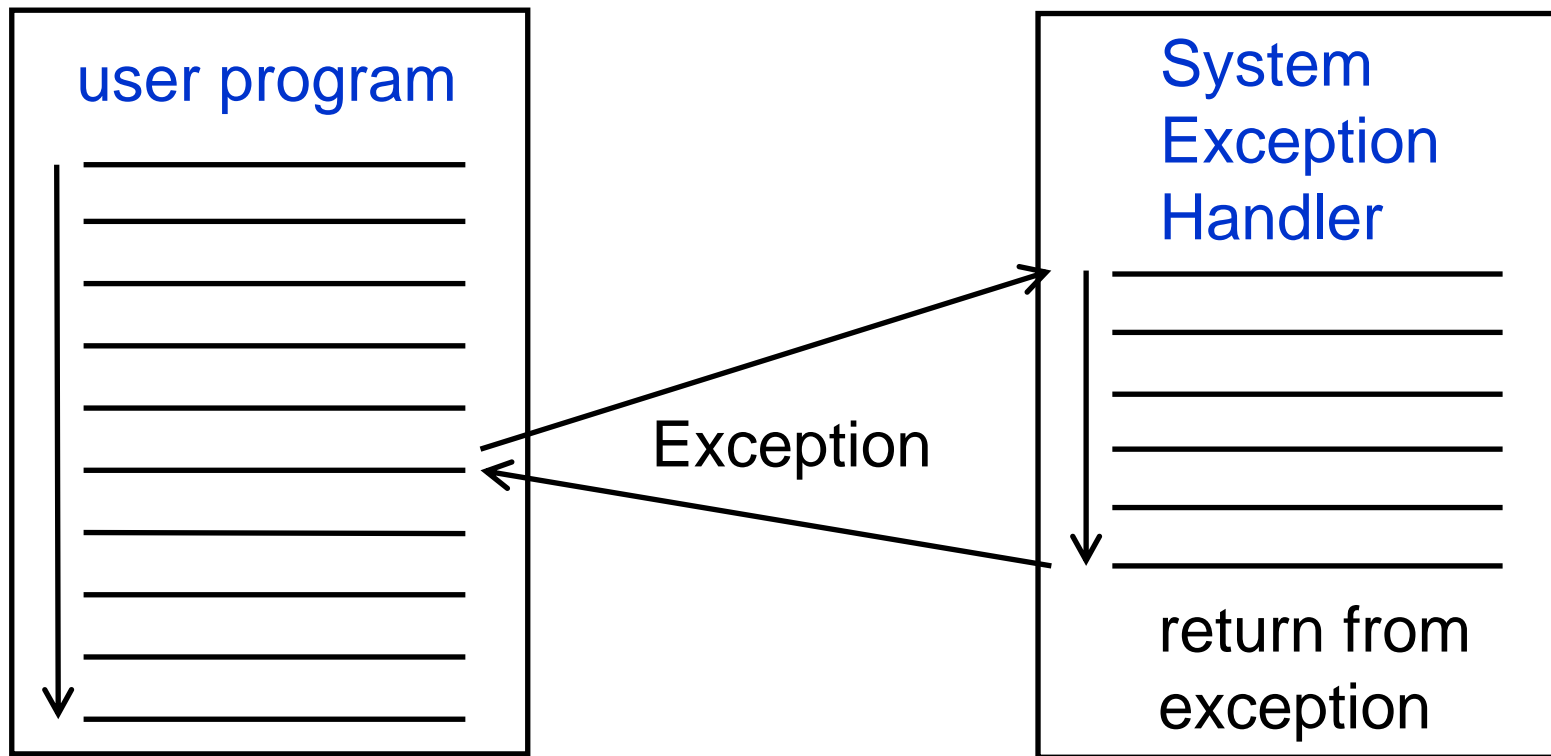 user program
System
Exception
Handler
Exception
return from
exception